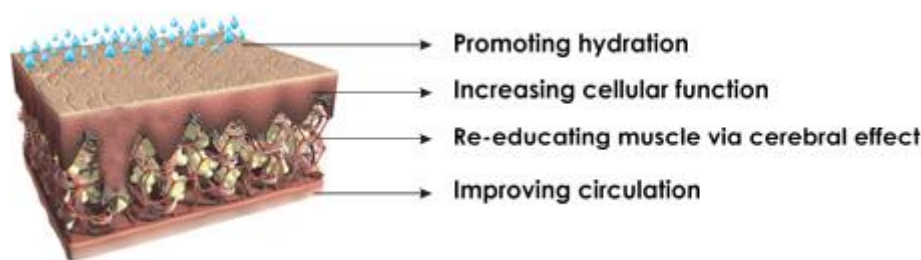 Promoting hydration
Increasing cellular function
Re-educating muscle via cerebral effect
Improving circulation